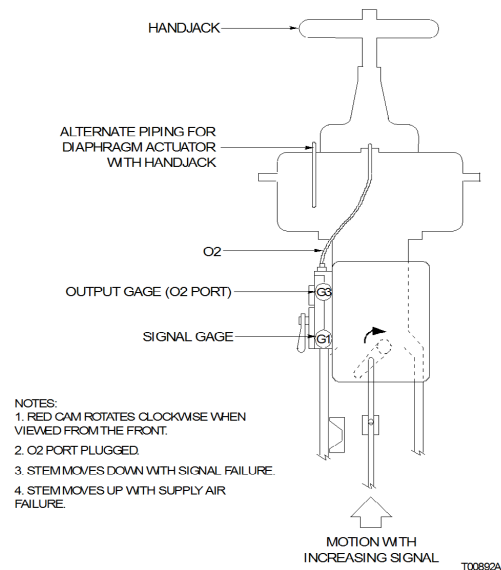 HANDJACK
ALTERNATE PIPING FOR
DIAPHRAGM ACTUATOR
WITH HANDJACK
O2
OUTPUT GAGE (O2 PORT)
G3
SIGNAL GAGE
G1
NOTES:
1. RED CAM ROTATES CLOCKWISE WHEN
VIEWED FROM THE FRONT.
2. O2 PORT PLUGGED.
3. STEM MOVES DOWN WITH SIGNAL FAILURE.
4. STEM MOVES UP WITH SUPPLY AIR
FAILURE.
MOTION WITH
INCREASING SIGNAL
T00892A